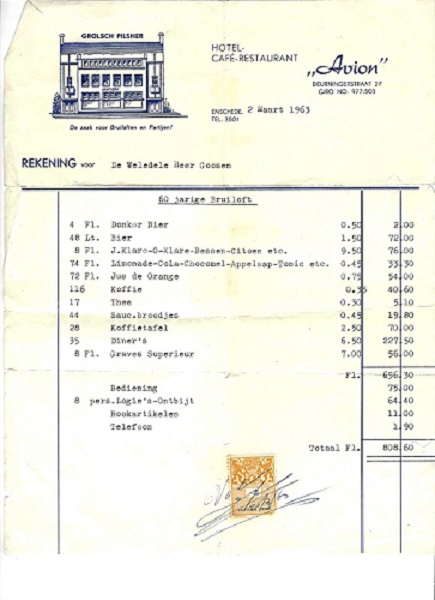 GROLSCH PILSNER
De zaak voor Bruiloften en Partijen!
HOTEL-
CAFÉ-RESTAURANT
„Avion"
DEURNINGERSTRAAT 27
GIRO NO. 977501
ENSCHEDE, 2 Maart 1963
TEL. 8601
REKENING voor De Weledele Heer Goosen
60 jarige Bruiloft
4 Fl. Donker Bier 0.50 2.00
48 Lt. Bier 1.50 72.00
8 Fl. J.Klare-O-Klare-Bessen-Citoen etc. 9.50 76.00
74 Fl. Limonade-Cola-Chocomel-Appelsap-Tonic etc. 0.45 33.30
72 Fl. Jus de Orange 0.75 54.00
116 Koffie 0.35 40.60
17 Thee 0.30 5.10
44 Sauc.broodjes 0.45 19.80
28 Koffietafel 2.50 70.00
35 Diner's 6.50 227.50
8 Fl. Graves Superieur 7.00 56.00
Fl. 656.30
Bediening 75.00
8 pers.Logie's-Ontbijt 64.40
Rookartikelen 11.00
Telefoon 1.90
Totaal Fl. 808.60